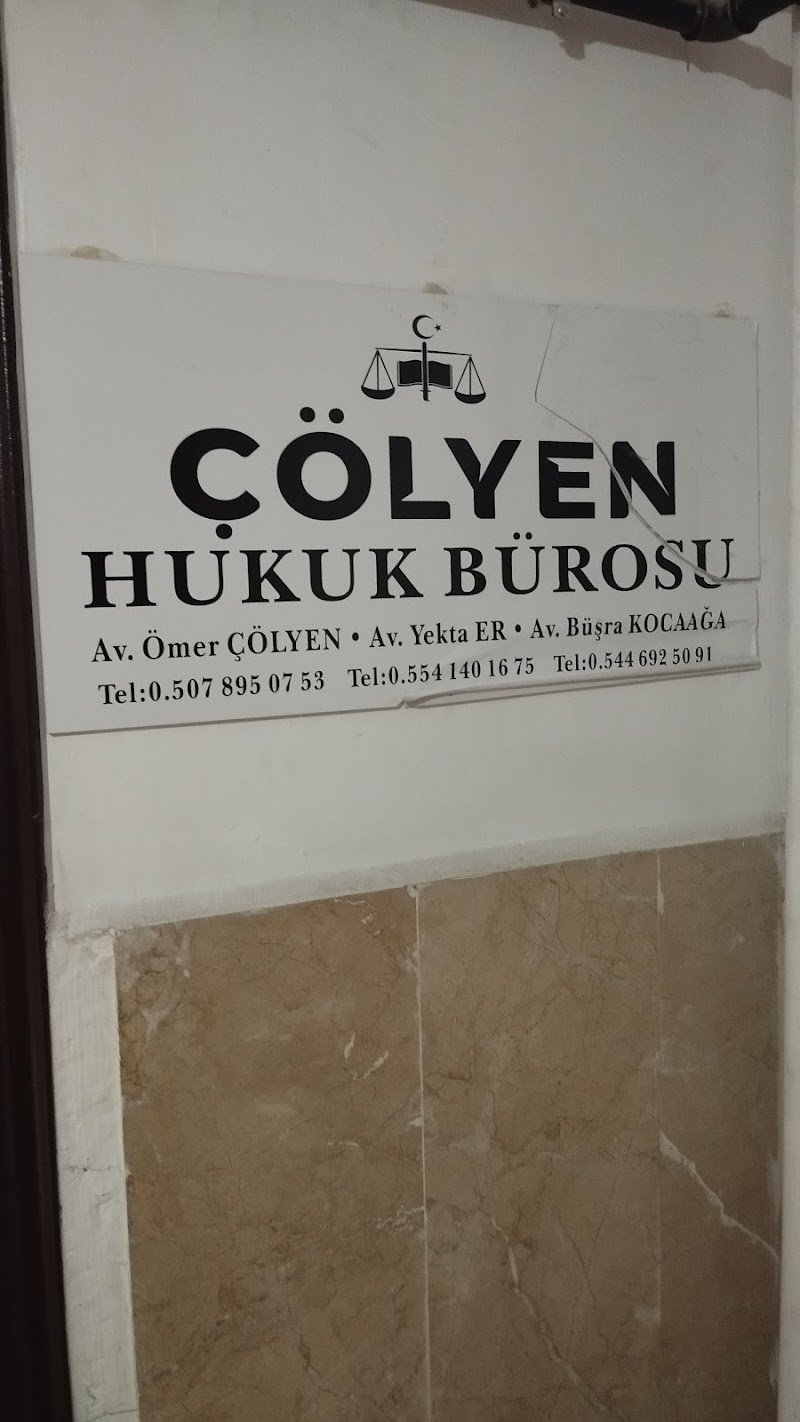 ÇÖLYEN
HUKUK BÜROSU
Av. Ömer ÇÖLYEN • Av. Yekta ER • Av. Büşra KOCAAĞA
Tel:0.507 895 07 53 Tel:0.554 140 16 75 Tel:0.544 692 50 91